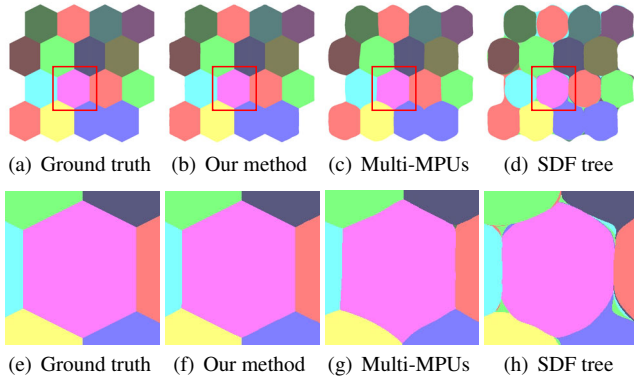 (a) Ground truth (b) Our method (c) Multi-MPUs (d) SDF tree
(e) Ground truth (f) Our method (g) Multi-MPUs (h) SDF tree